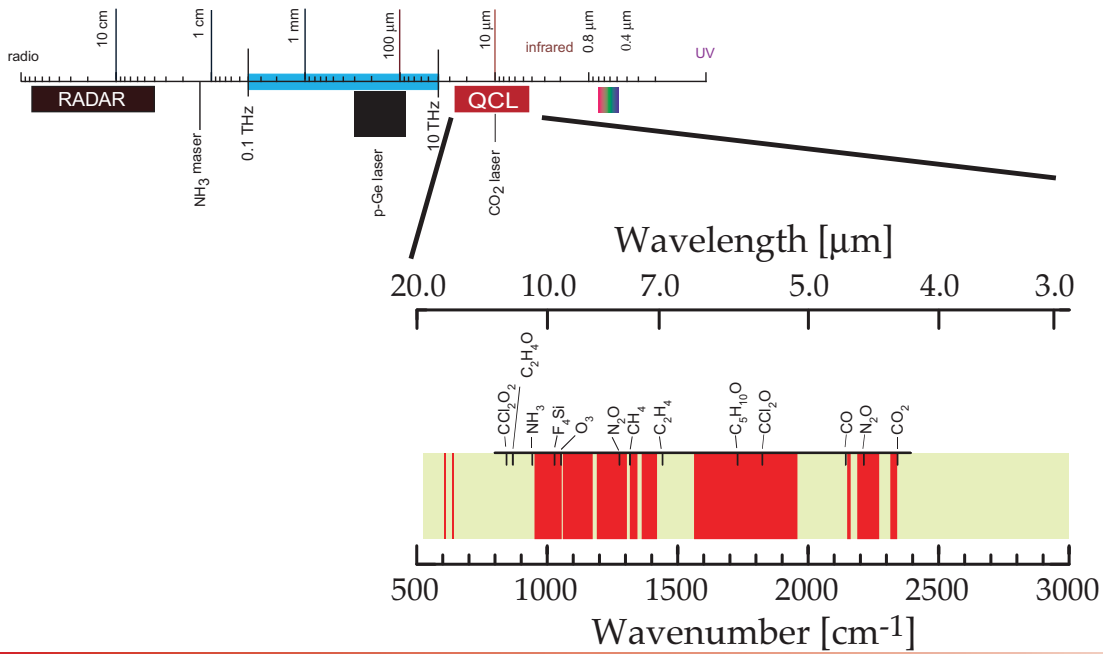 10 cm
1 cm
1 mm
100 µm
10 µm
infrared
0.8 µm
0.4 µm
radio
UV
RADAR
QCL
NH3 maser
0.1 THz
p-Ge laser
10 THz
CO2 laser
Wavelength [µm]
20.0 10.0 7.0 5.0 4.0 3.0
CCl2O2
C2H4O
NH3
F4Si
O3
N2O
CH4
C2H4
C5H10O
CCl2O
CO
N2O
CO2
500 1000 1500 2000 2500 3000
Wavenumber [cm-1]